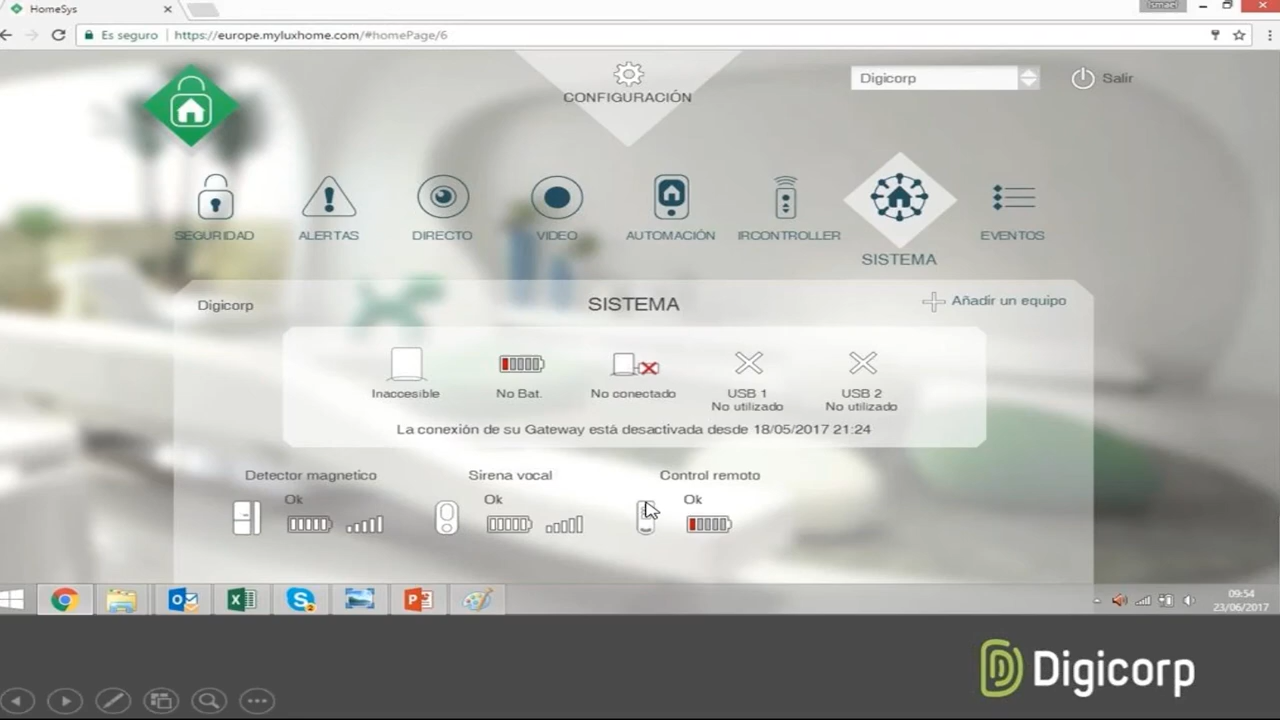 HomeSys
Ismael
Es seguro
https://europe.myluxhome.com/#homePage/6
CONFIGURACIÓN
Digicorp
Salir
SEGURIDAD
ALERTAS
DIRECTO
VIDEO
AUTOMACIÓN
IRCONTROLLER
SISTEMA
EVENTOS
Digicorp
SISTEMA
Añadir un equipo
Inaccesible
No Bat.
No conectado
USB 1
No utilizado
USB 2
No utilizado
La conexión de su Gateway está desactivada desde 18/05/2017 21:24
Detector magnetico
Ok
Sirena vocal
Ok
Control remoto
Ok
09:54
23/06/2017
Digicorp